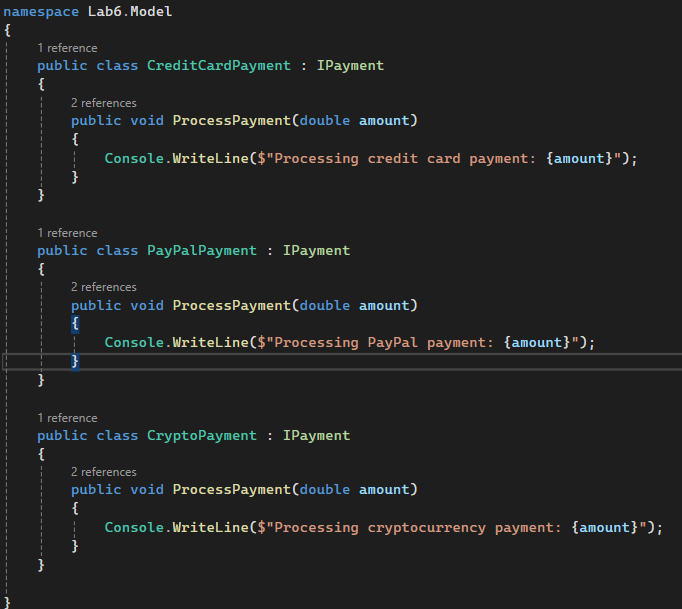 namespace Lab6.Model
{
1 reference
public class CreditCardPayment : IPayment
{
2 references
public void ProcessPayment(double amount)
{
Console.WriteLine($"Processing credit card payment: {amount}");
}
}
1 reference
public class PayPalPayment : IPayment
{
2 references
public void ProcessPayment(double amount)
{
Console.WriteLine($"Processing PayPal payment: {amount}");
}
}
1 reference
public class CryptoPayment : IPayment
{
2 references
public void ProcessPayment(double amount)
{
Console.WriteLine($"Processing cryptocurrency payment: {amount}");
}
}
}